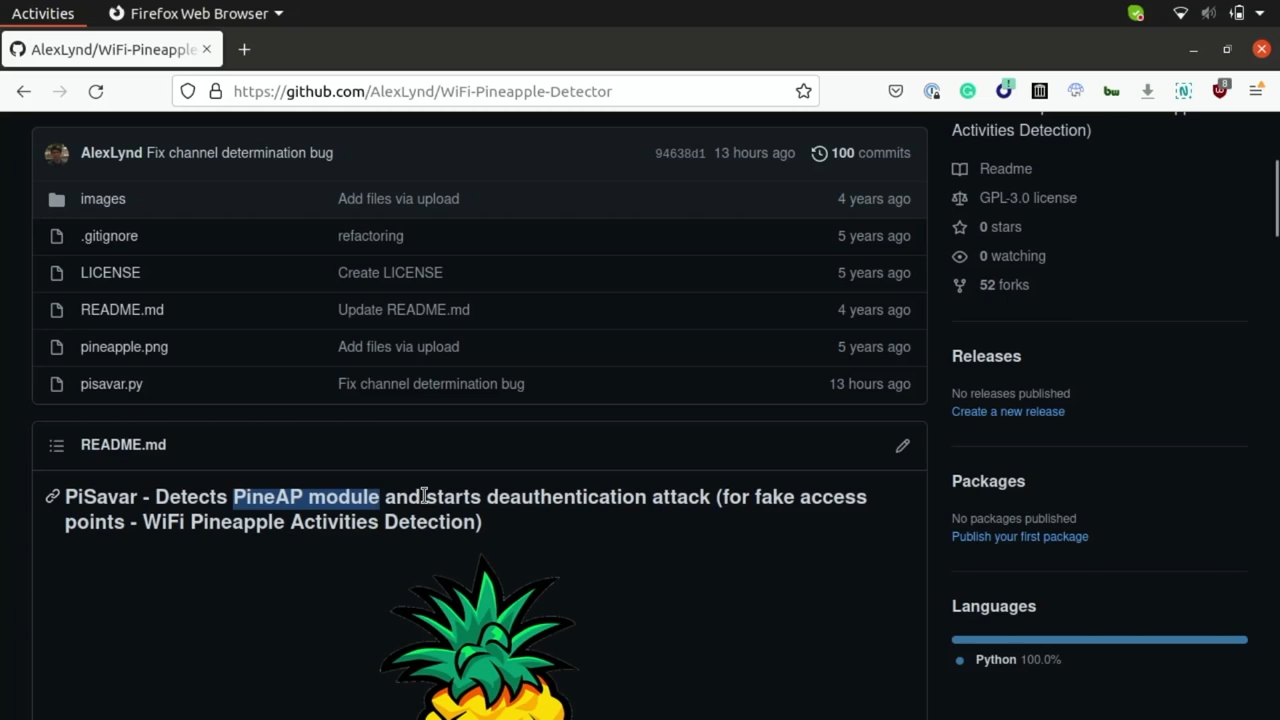 Activities Firefox Web Browser
AlexLynd/WiFi-Pineapple
https://github.com/AlexLynd/WiFi-Pineapple-Detector
bw 8
Activities Detection)
AlexLynd Fix channel determination bug 94638d1 13 hours ago 100 commits
images Add files via upload 4 years ago
.gitignore refactoring 5 years ago
LICENSE Create LICENSE 5 years ago
README.md Update README.md 4 years ago
pineapple.png Add files via upload 5 years ago
pisavar.py Fix channel determination bug 13 hours ago
Readme
GPL-3.0 license
0 stars
0 watching
52 forks
Releases
No releases published
Create a new release
Packages
No packages published
Publish your first package
Languages
Python 100.0%
README.md
PiSavar - Detects PineAP module and starts deauthentication attack (for fake access
points - WiFi Pineapple Activities Detection)